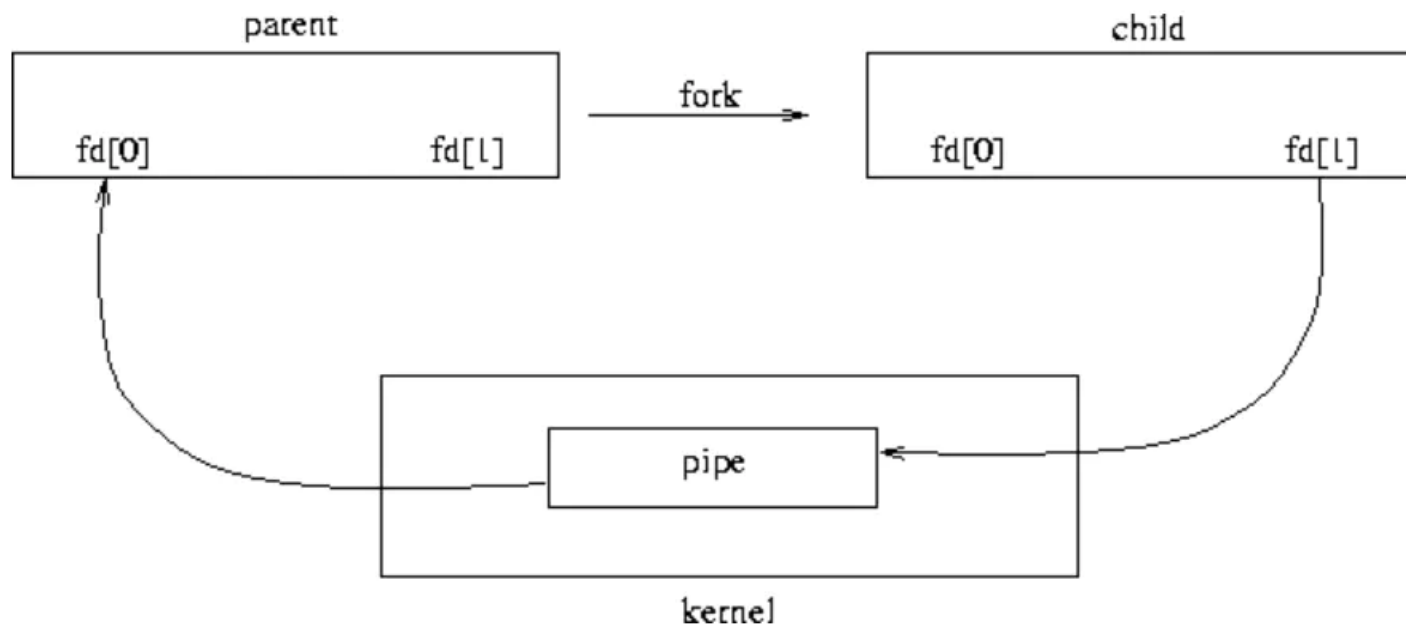 parent
child
fork
fd[0]
fd[1]
fd[0]
fd[1]
pipe
kernel